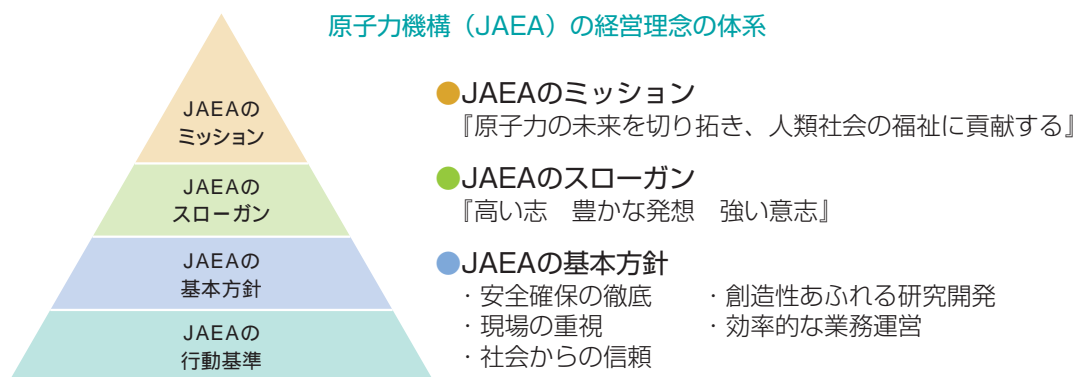 原子力機構（JAEA）の経営理念の体系
JAEAの
ミッション
JAEAの
スローガン
JAEAの
基本方針
JAEAの
行動基準
●JAEAのミッション
『原子力の未来を切り拓き、人類社会の福祉に貢献する』
●JAEAのスローガン
『高い志　豊かな発想　強い意志』
●JAEAの基本方針
・安全確保の徹底　・創造性あふれる研究開発
・現場の重視　・効率的な業務運営
・社会からの信頼